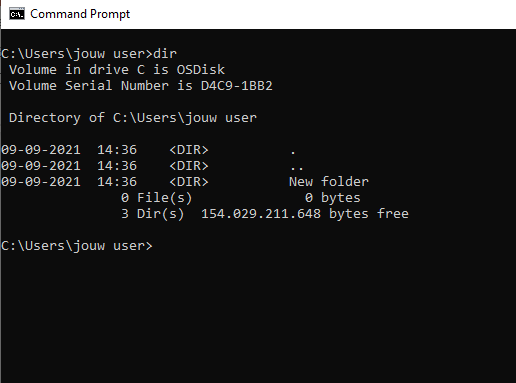 Command Prompt
C:\Users\jouw user>dir
 Volume in drive C is OSDisk
 Volume Serial Number is D4C9-1BB2

 Directory of C:\Users\jouw user

09-09-2021  14:36    <DIR>          .
09-09-2021  14:36    <DIR>          ..
09-09-2021  14:36    <DIR>          New folder
               0 File(s)              0 bytes
               3 Dir(s)  154.029.211.648 bytes free

C:\Users\jouw user>